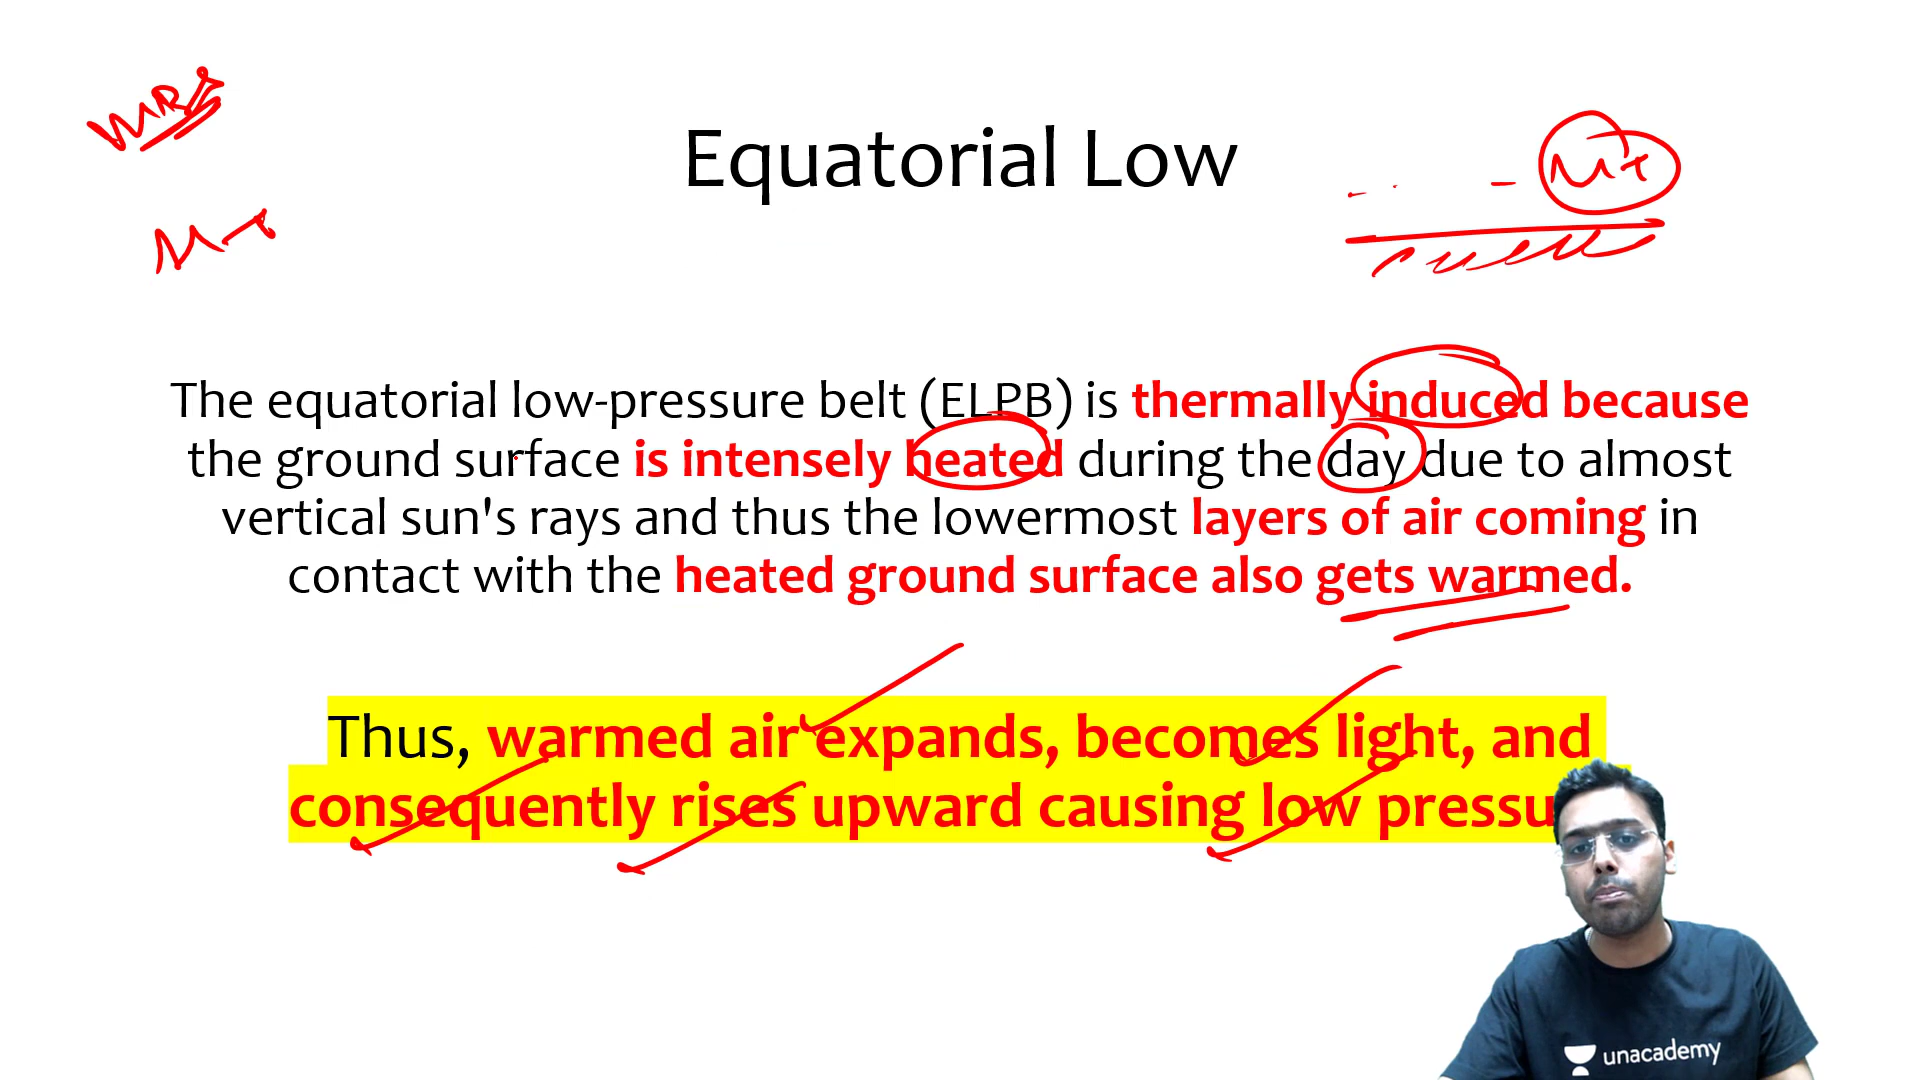 Equatorial Low
The equatorial low-pressure belt (ELPB) is thermally induced because
the ground surface is intensely heated during the day due to almost
vertical sun's rays and thus the lowermost layers of air coming in
contact with the heated ground surface also gets warmed.
Thus, warmed air expands, becomes light, and
consequently rises upward causing low pressu
unacademy